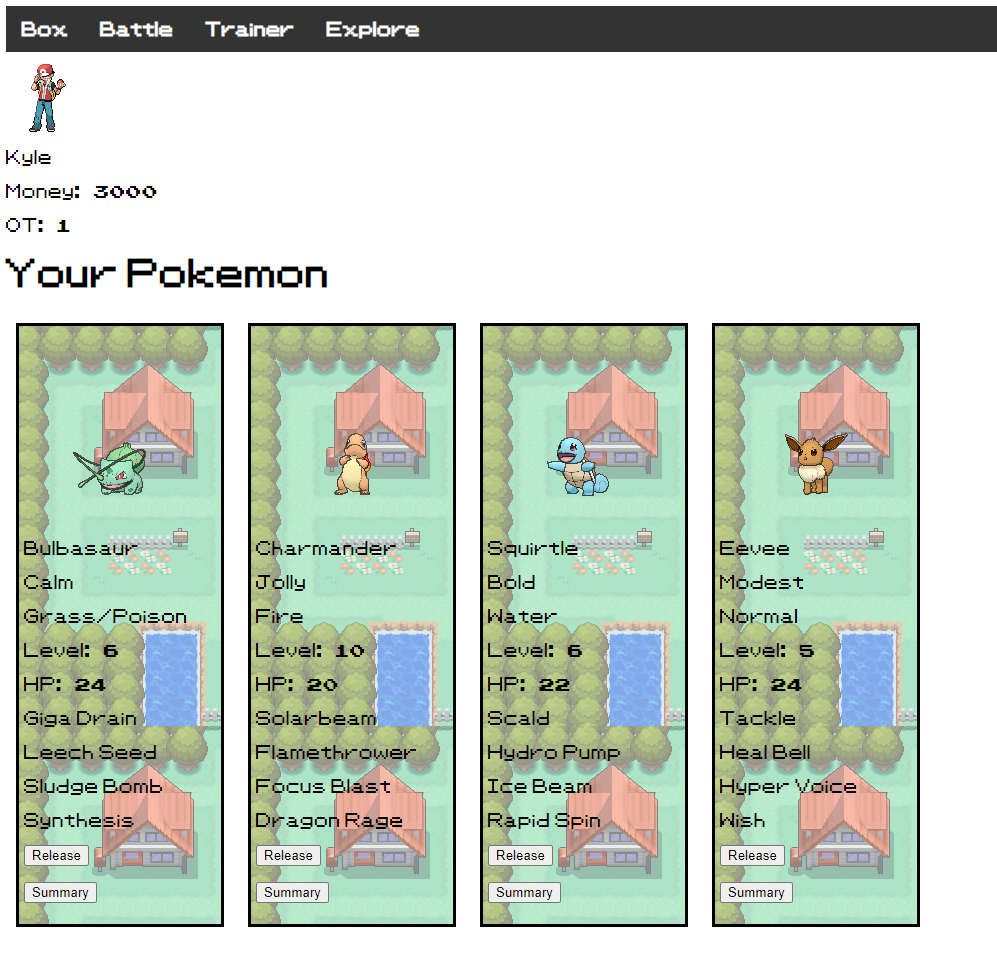 Box Battle Trainer Explore
Kyle
Money: 3000
OT: 1
Your Pokemon
Bulbasaur
Calm
Grass/Poison
Level: 6
HP: 24
Giga Drain
Leech Seed
Sludge Bomb
Synthesis
Release
Summary
Charmander
Jolly
Fire
Level: 10
HP: 20
Solarbeam
Flamethrower
Focus Blast
Dragon Rage
Release
Summary
Squirtle
Bold
Water
Level: 6
HP: 22
Scald
Hydro Pump
Ice Beam
Rapid Spin
Release
Summary
Eevee
Modest
Normal
Level: 5
HP: 24
Tackle
Heal Bell
Hyper Voice
Wish
Release
Summary